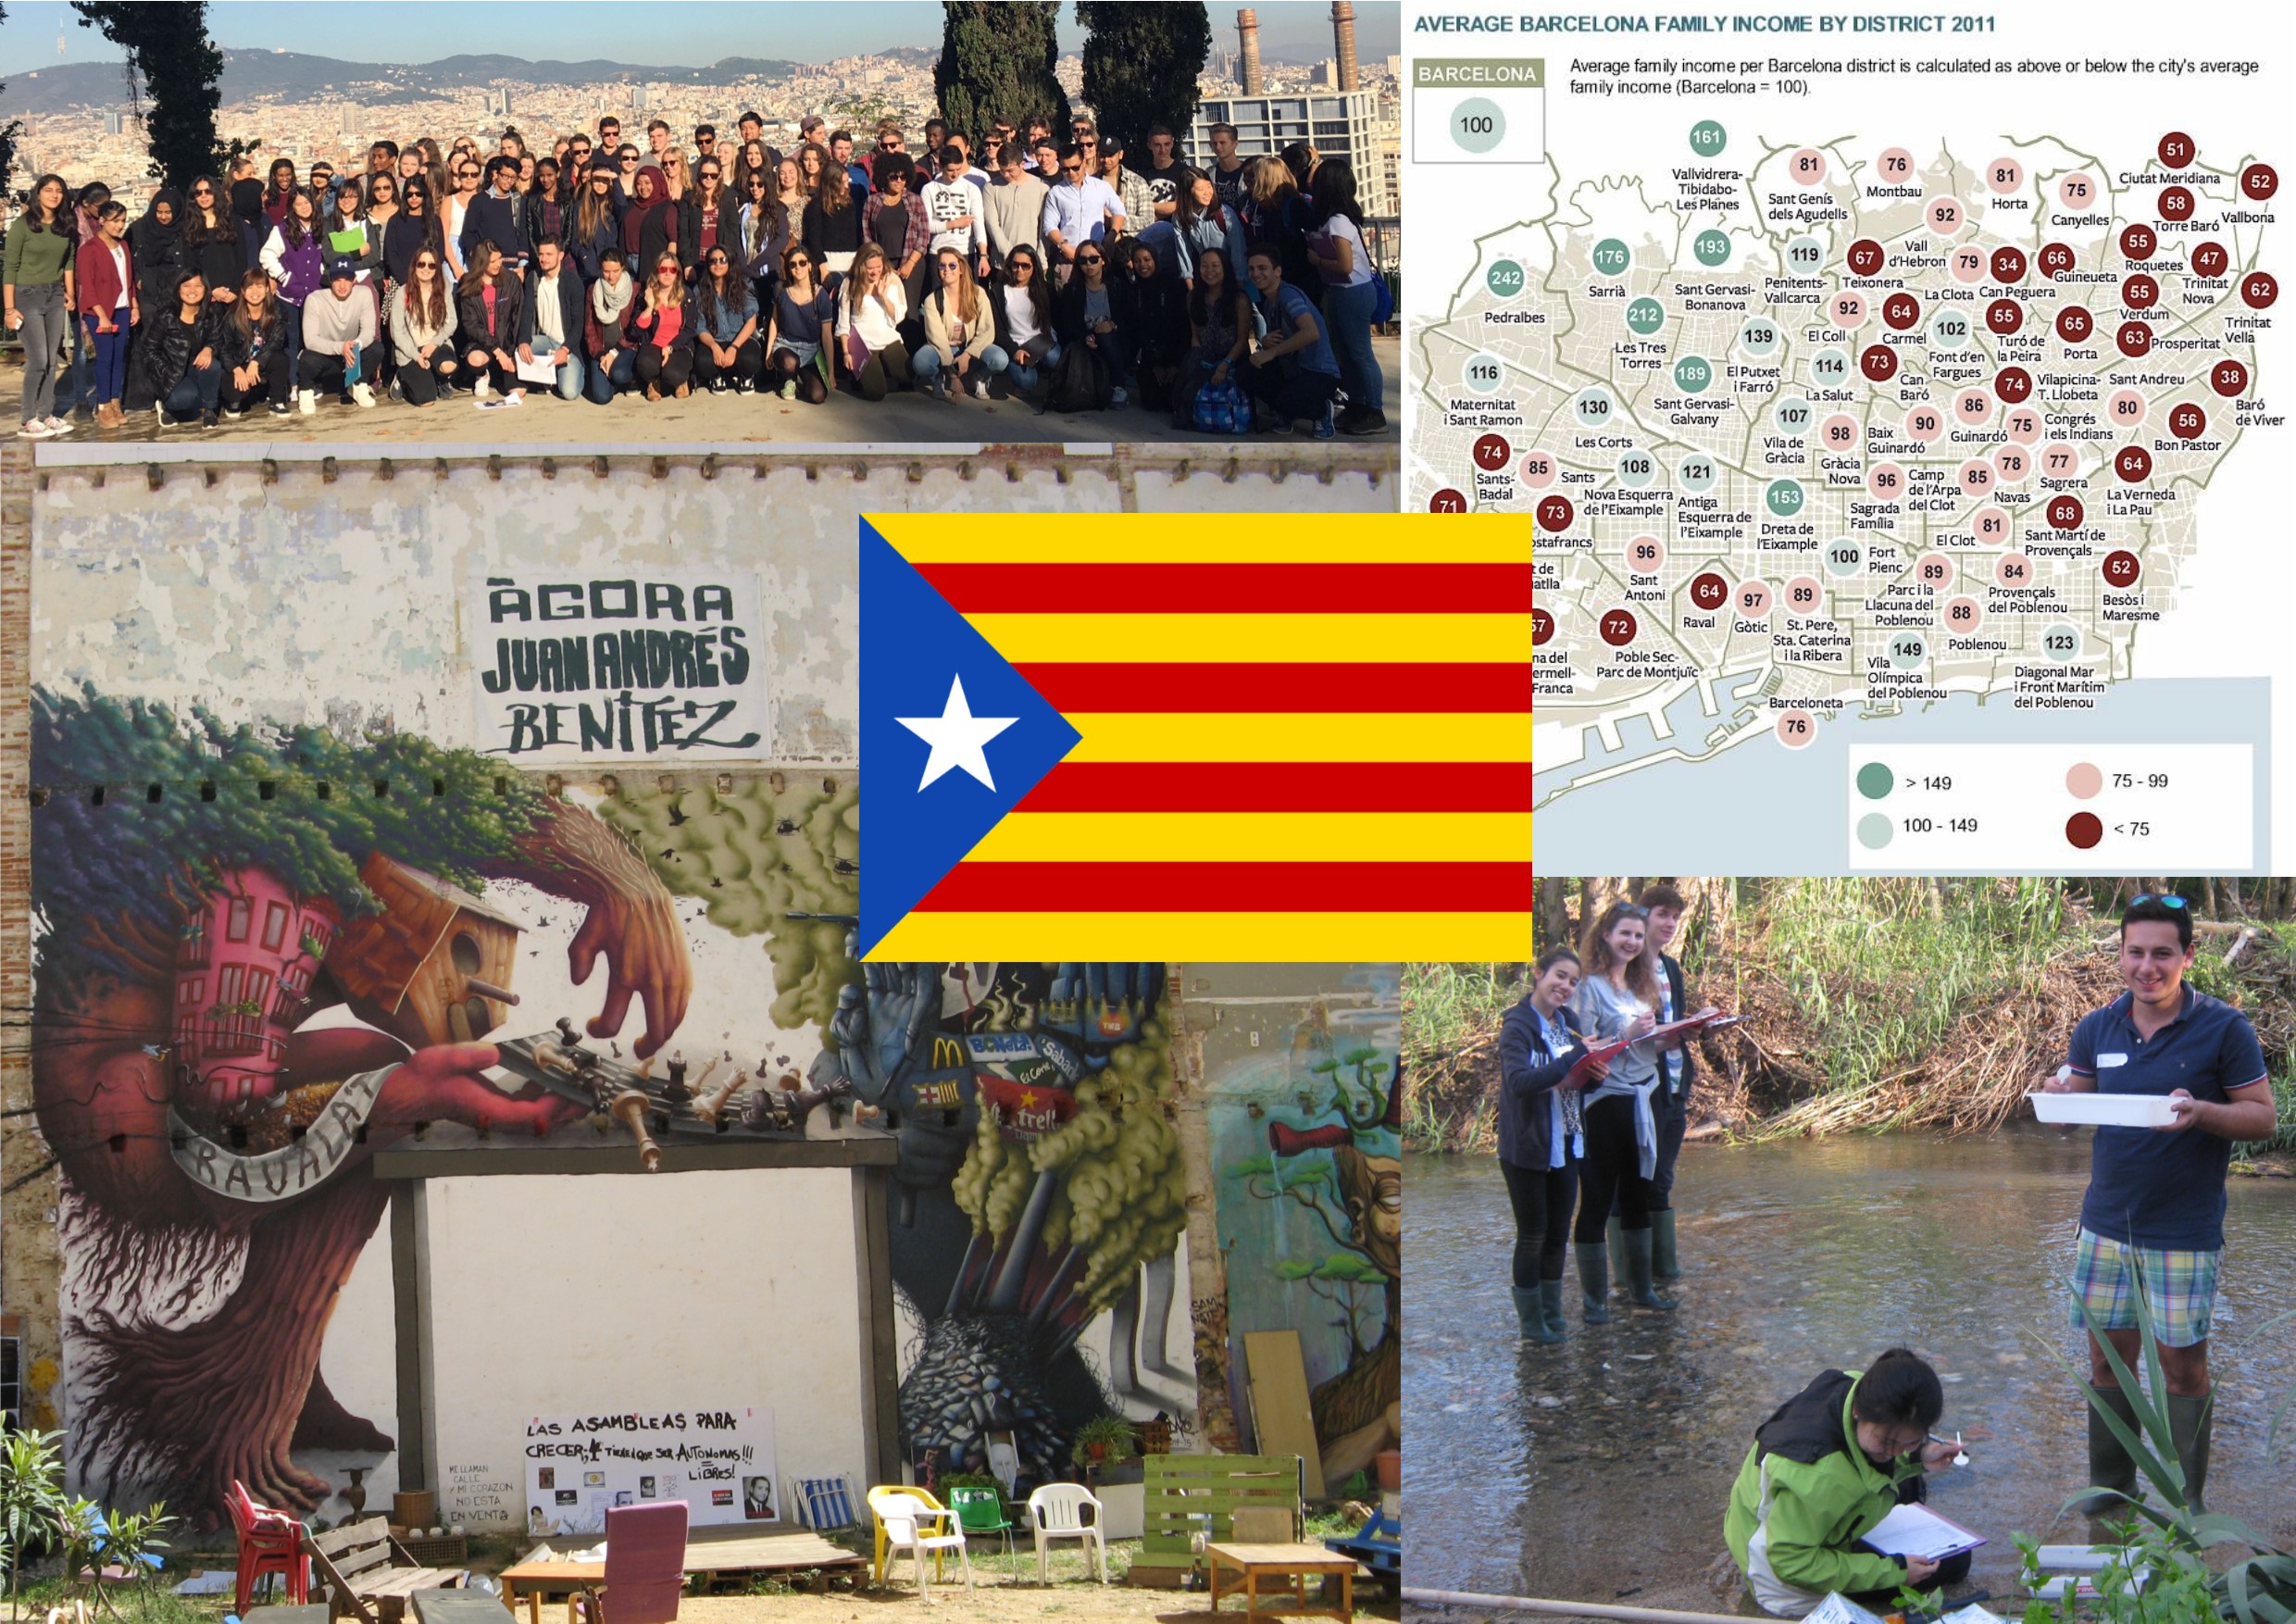 AVERAGE BARCELONA FAMILY INCOME BY DISTRICT 2011
BARCELONA
100
Average family income per Barcelona district is calculated as above or below the city's average
family income (Barcelona = 100).
161
Vallvidrera-
Tibidabo-
Les Planes
81
Sant Genís
dels Agudells
76
Montbau
81
Horta
75
Canyelles
51
Ciutat Meridiana
52
Vallbona
58
Torre Baró
92
Vall
d'Hebron
242
Pedralbes
176
Sarrià
193
Sant Gervasi-
Bonanova
119
Penitents-
Vallcarca
67
Teixonera
79
La Clota
34
Can Peguera
66
Guineueta
55
Roquetes
47
Trinitat
Nova
55
Verdum
62
Trinitat
Vella
212
Les Tres
Torres
139
El Putxet
i Farró
92
El Coll
64
Carmel
102
Font d'en
Fargues
55
Turó de
la Peira
65
Porta
63
Prosperitat
116
Maternitat
i Sant Ramon
189
Sant Gervasi-
Galvany
114
La Salut
73
Can
Baró
74
Vilapicina-
T. Llobeta
Sant Andreu
80
38
Baró
de Viver
130
Les Corts
107
Vila de
Gràcia
98
Gràcia
Nova
90
Baix
Guinardó
86
Guinardó
75
Congrés
i els Indians
56
Bon Pastor
74
Sants-
Badal
85
Sants
108
Nova Esquerra
de l'Eixample
121
Antiga
Esquerra de
l'Eixample
153
Dreta de
l'Eixample
96
Sagrada
Família
85
Camp
de l'Arpa
del Clot
78
Navas
77
Sagrera
64
La Verneda
i La Pau
71
73
ostafrancs
81
El Clot
68
Sant Martí de
Provençals
96
Sant
Antoni
100
Fort
Pienc
89
Parc i la
Llacuna del
Poblenou
84
Provençals
del Poblenou
52
Besòs i
Maresme
t de
atlla
64
Raval
97
Gòtic
89
St. Pere,
Sta. Caterina
i la Ribera
88
Poblenou
57
na del
ermell-
Franca
72
Poble Sec-
Parc de Montjuïc
149
Vila
Olímpica
del Poblenou
123
Diagonal Mar
i Front Marítim
del Poblenou
Barceloneta
76
> 149
75 - 99
100 - 149
< 75
ÀGORA
JUAN ANDRÉS
BENÍTEZ
RAVALA
trell
LAS ASAMBLEAS PARA
CRECER; TIENEN QUE SER AUTONOMAS!!!
=
LIBRES!
ME LLAMAN
CALLE
Y MI CORAZON
NO ESTA
EN VENTA